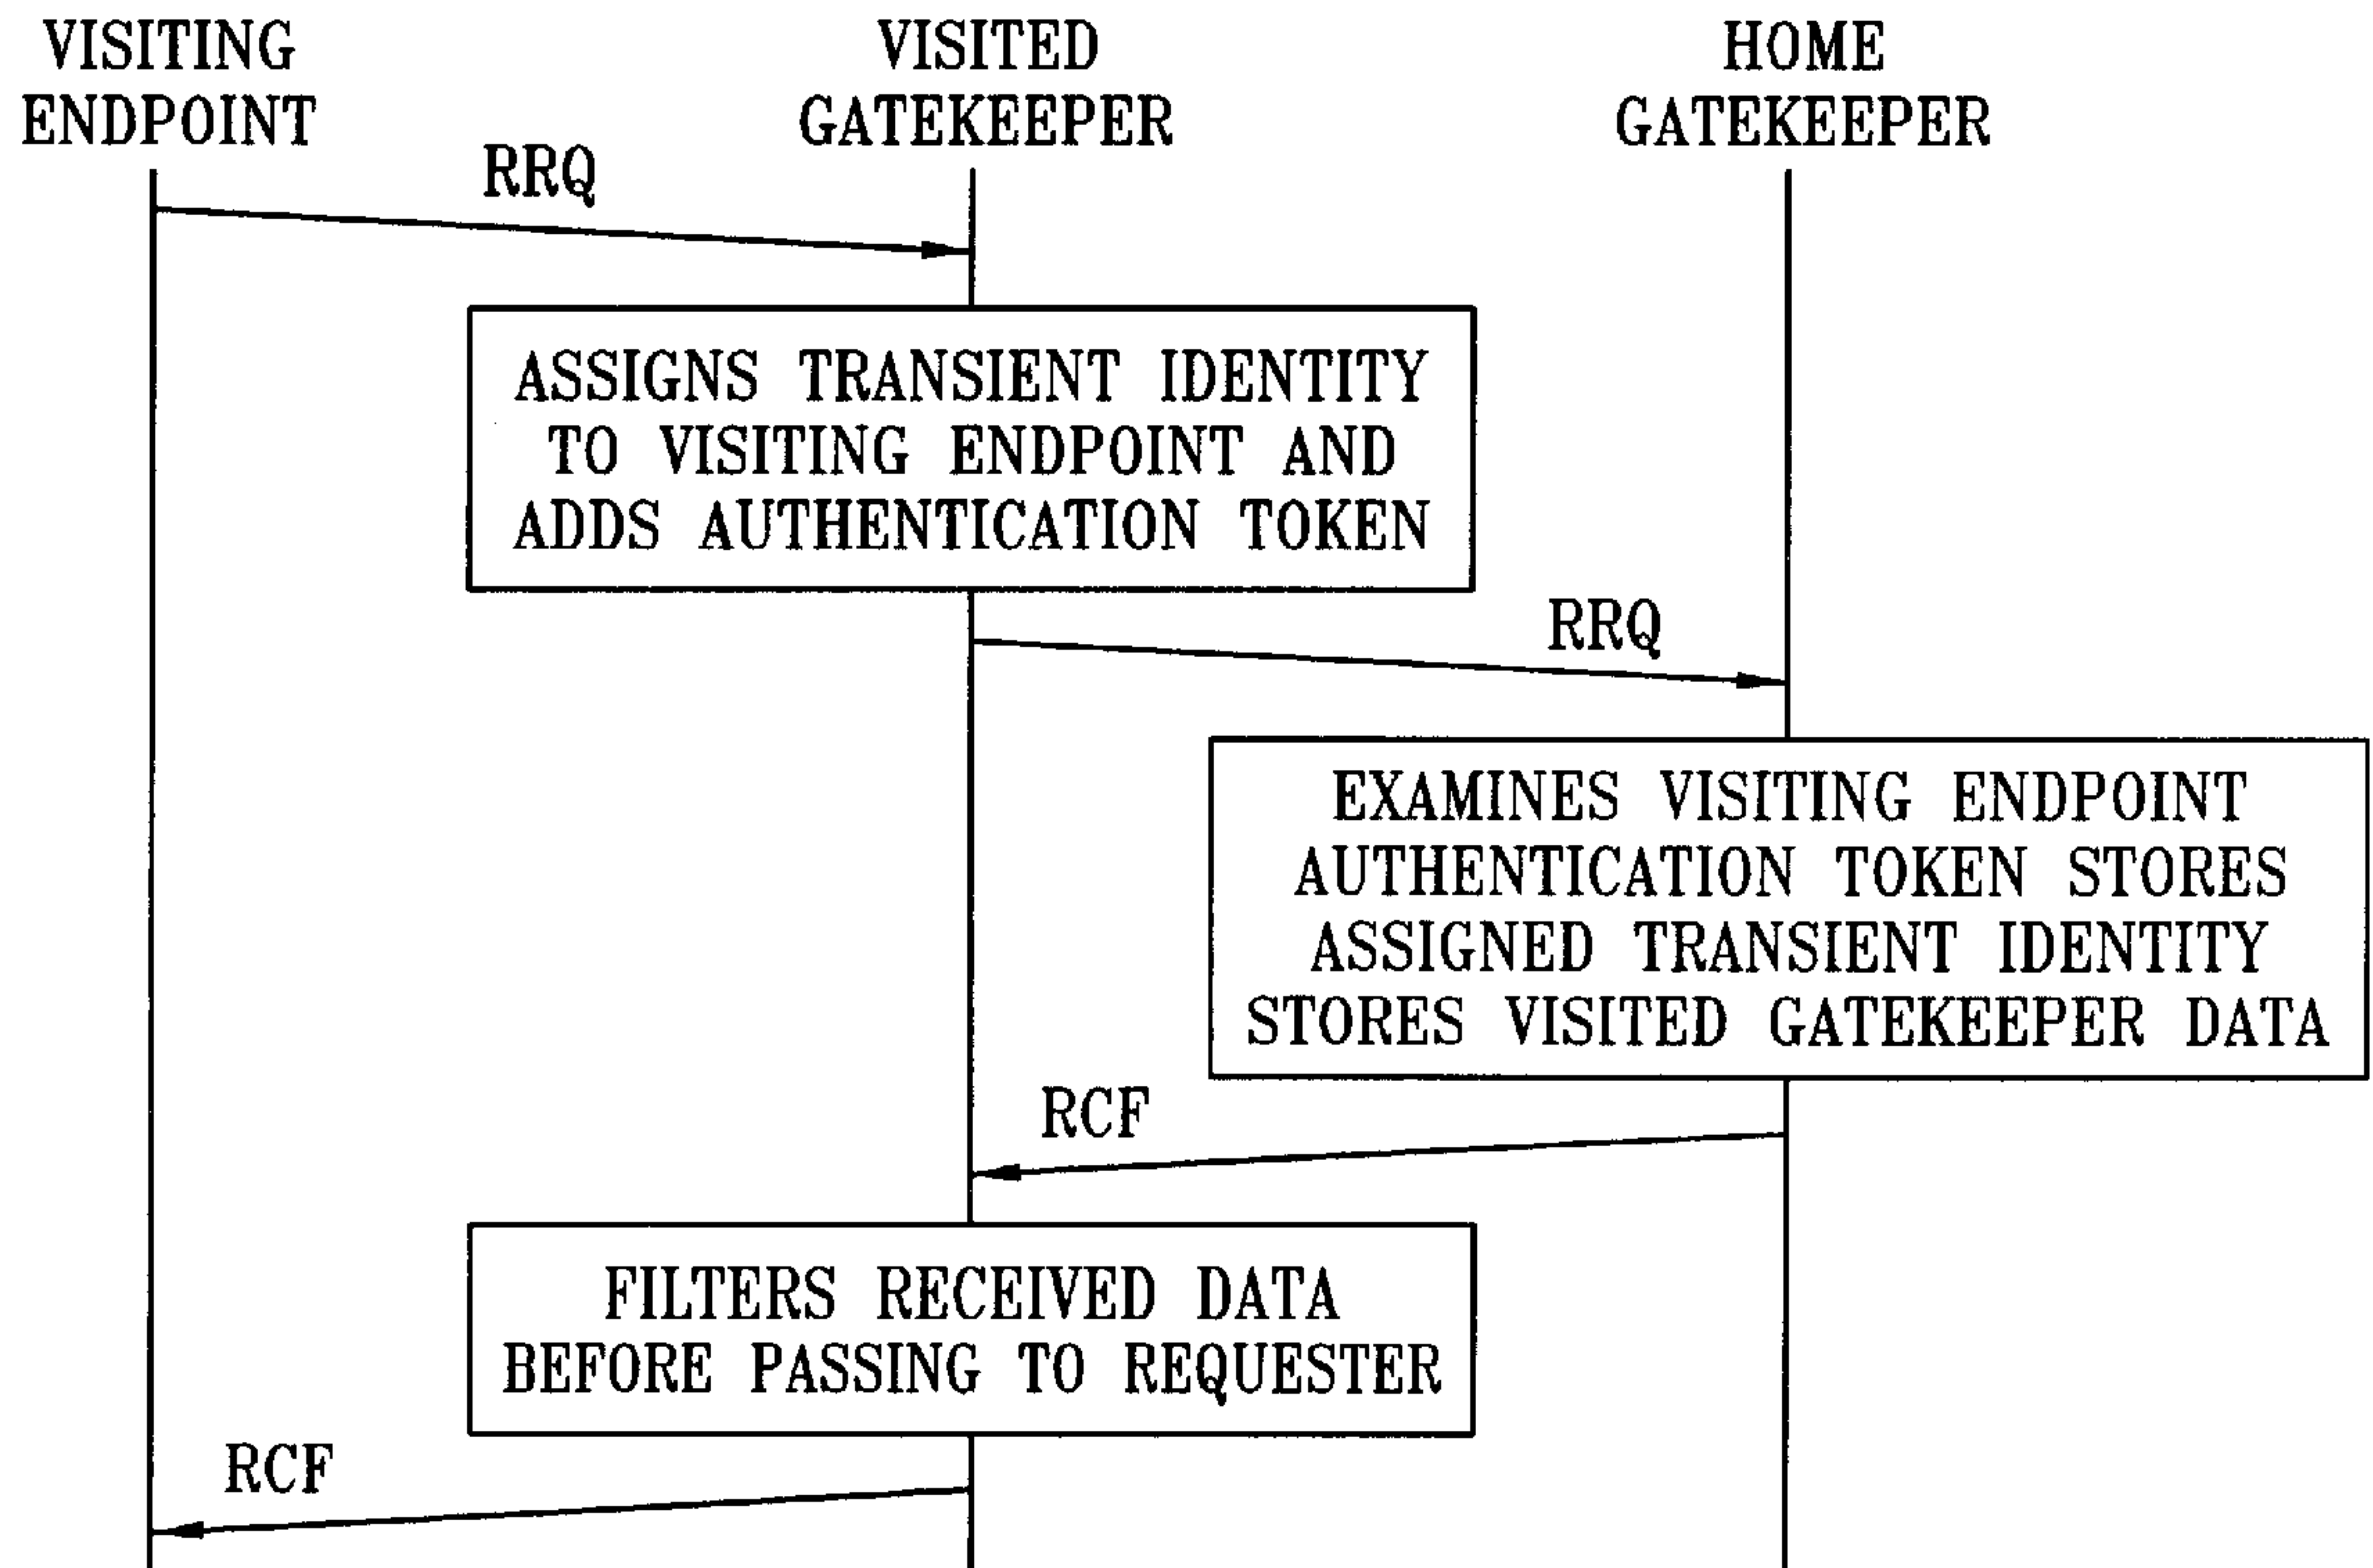 VISITING
ENDPOINT
VISITED
GATEKEEPER
HOME
GATEKEEPER
RRQ
ASSIGNS TRANSIENT IDENTITY
TO VISITING ENDPOINT AND
ADDS AUTHENTICATION TOKEN
RRQ
EXAMINES VISITING ENDPOINT
AUTHENTICATION TOKEN STORES
ASSIGNED TRANSIENT IDENTITY
STORES VISITED GATEKEEPER DATA
RCF
FILTERS RECEIVED DATA
BEFORE PASSING TO REQUESTER
RCF